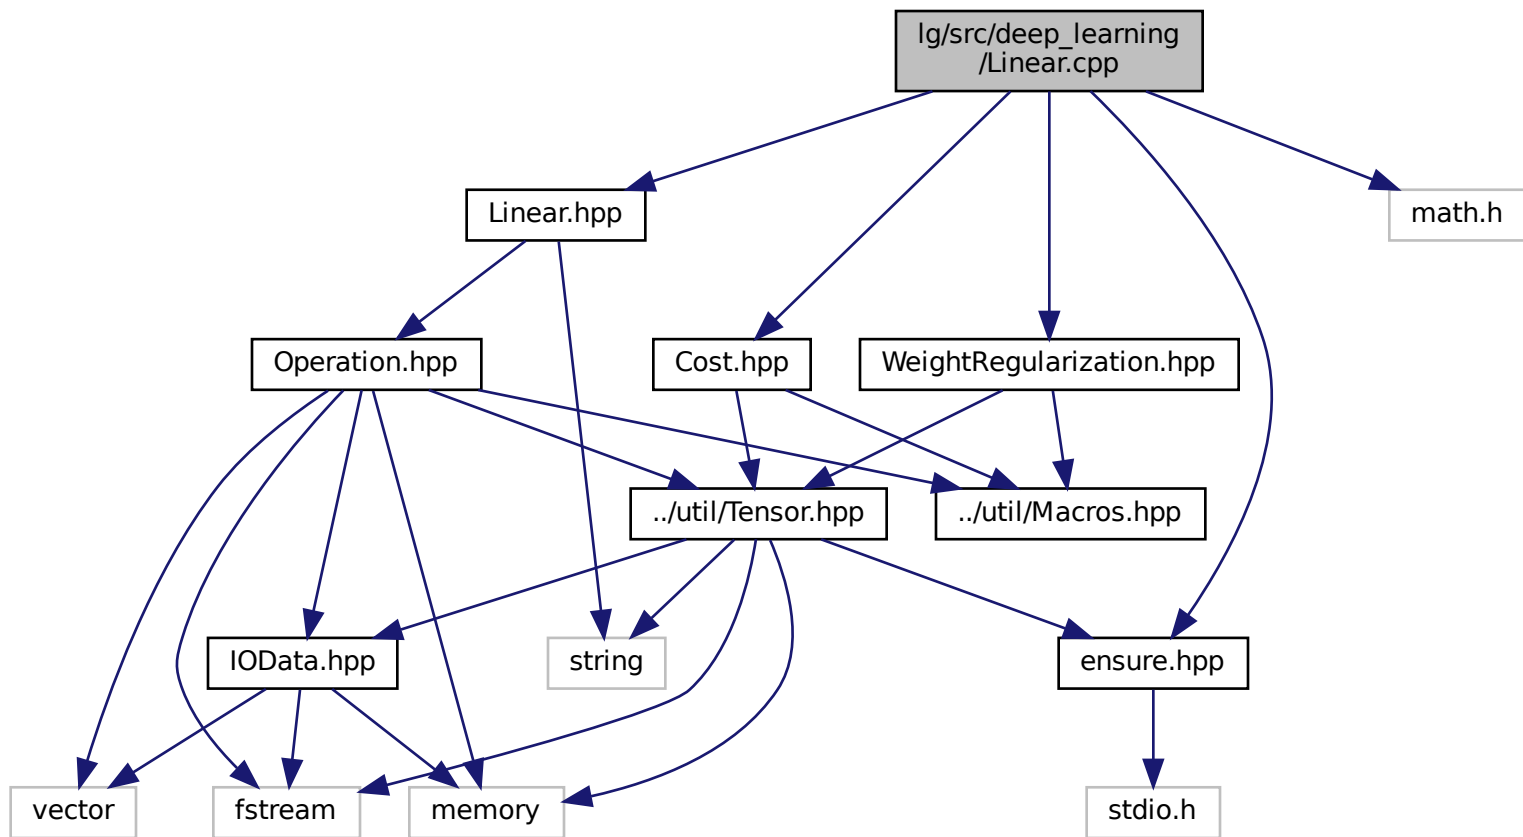 lg/src/deep_learning
/Linear.cpp
Linear.hpp
math.h
Operation.hpp
Cost.hpp
WeightRegularization.hpp
../util/Tensor.hpp
../util/Macros.hpp
IOData.hpp
string
ensure.hpp
vector
fstream
memory
stdio.h